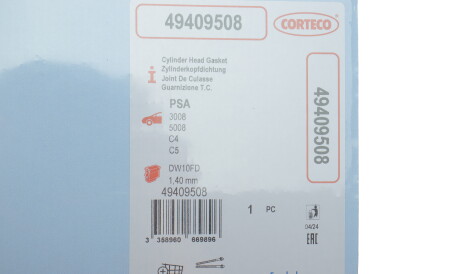 49409508
CORTECO
Cylinder Head Gasket
Zylinderkopfdichtung
Joint De Culasse
Guarnizione T.C.
PSA
3008
5008
C4
C5
DW10FD
1,40 mm
49409508
1 PC
04/24
EAC
3 358960 669896
49409508